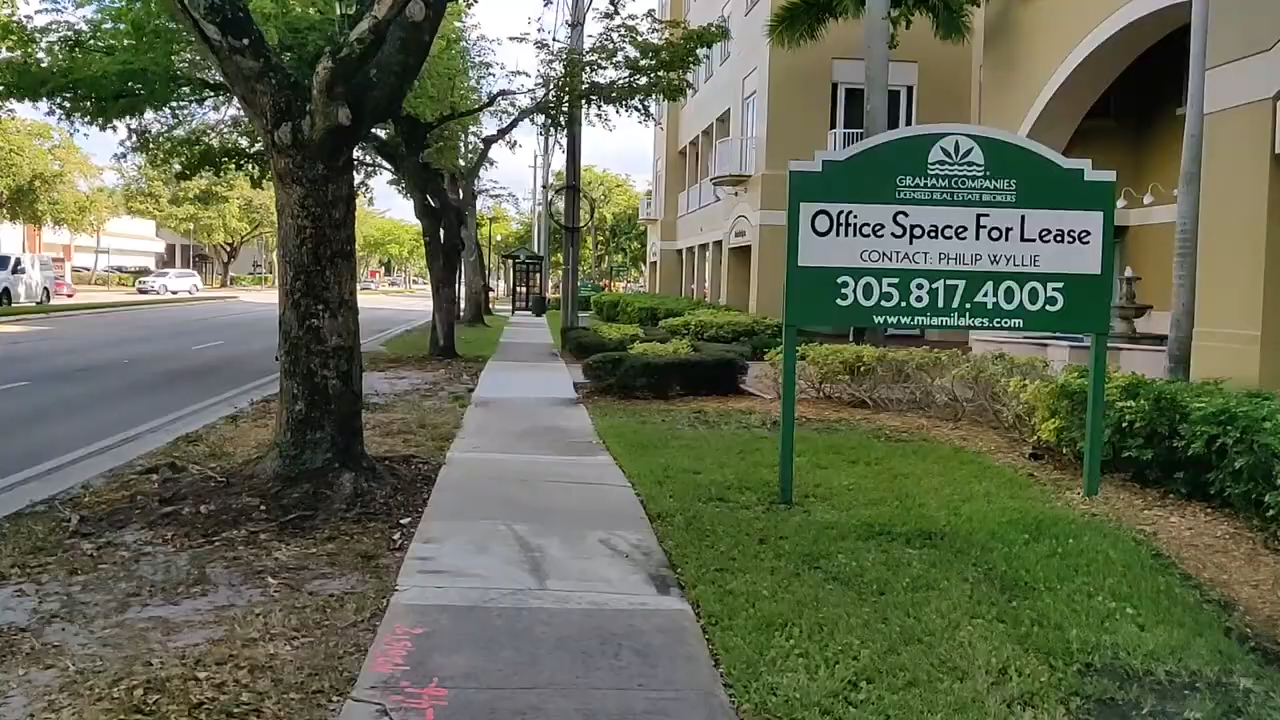 GRAHAM COMPANIES
LICENSED REAL ESTATE BROKERS
Office Space For Lease
CONTACT: PHILIP WYLLIE
305.817.4005
www.miamilakes.com